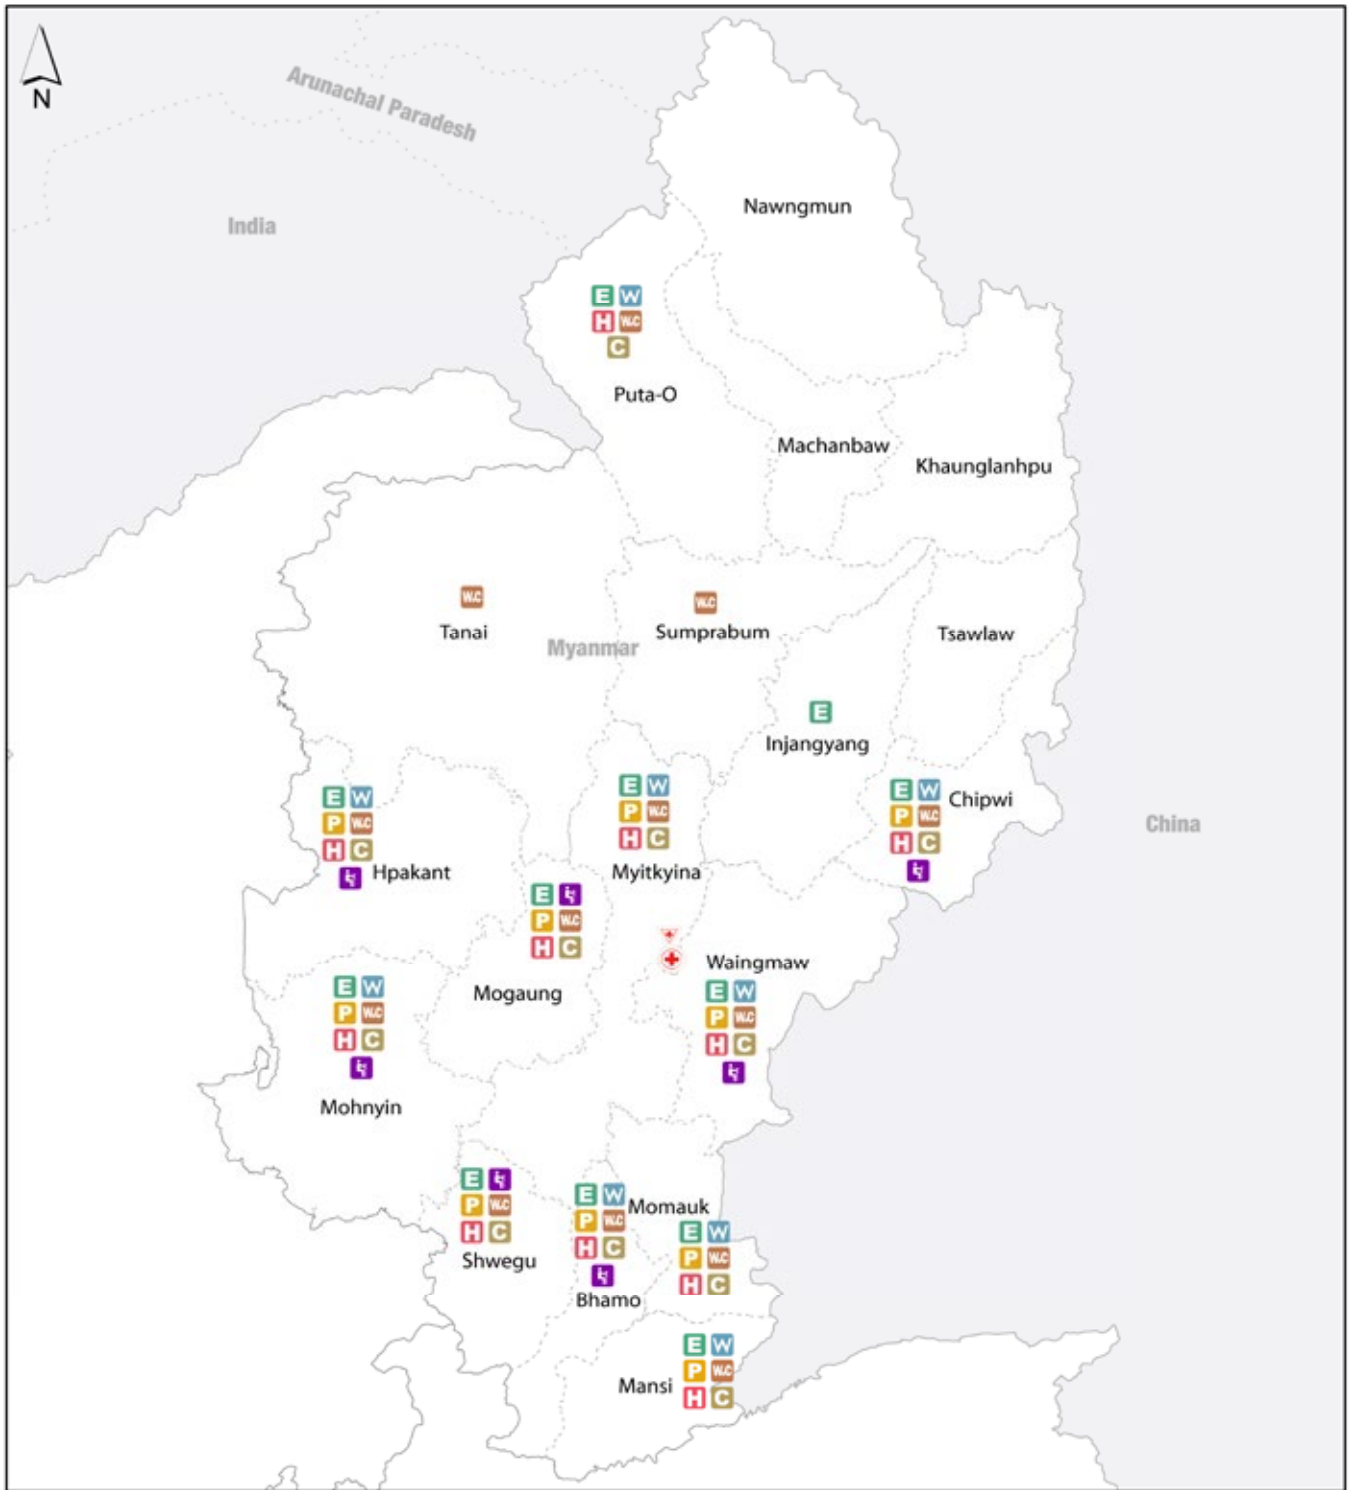 N
Arunachal Paradesh
Nawngmun
India
E W
H W.C
C
Puta-O
Machanbaw
Khaunglanhpu
W.C
Tanai
W.C
Sumprabum
Tsawlaw
Myanmar
E
Injangyang
E W
P W.C
H C
Hpakant
E W
P W.C
H C
Myitkyina
E W
P W.C
H C
Chipwi
China
E
P W.C
H C
Mogaung
Waingmaw
E W
P W.C
H C
E W
P W.C
H C
Mohnyin
E
P W.C
H C
Shwegu
E W
P W.C
H C
Bhamo
Momauk
E W
P W.C
H C
E W
P W.C
H C
Mansi